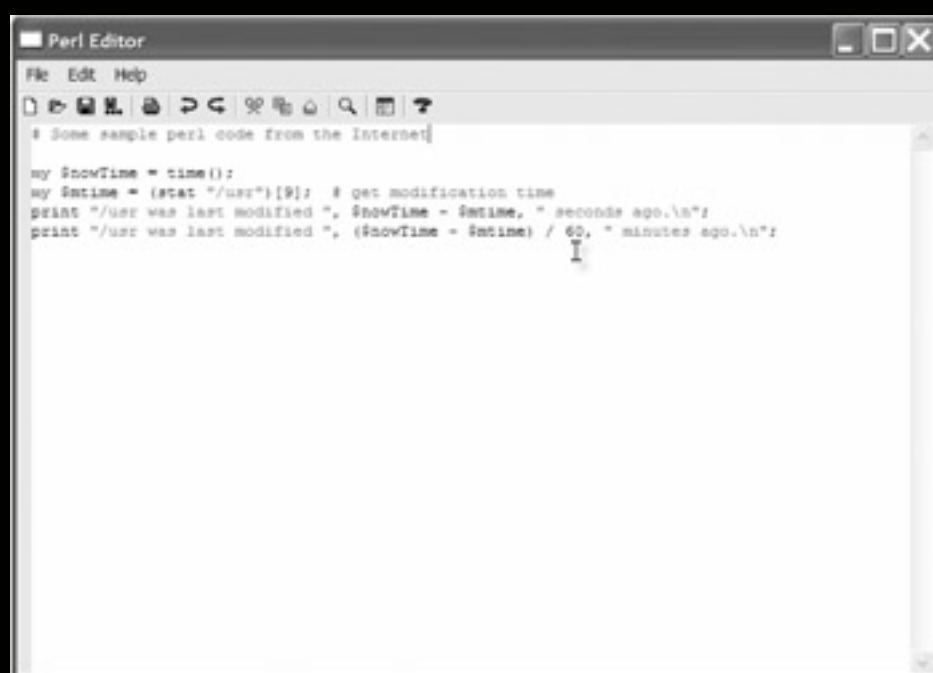 Perl Editor
File Edit Help
# Some sample perl code from the Internet
my $nowTime = time();
my $mtime = (stat "/usr")[9];  # get modification time
print "/usr was last modified ", $nowTime - $mtime, " seconds ago.\n";
print "/usr was last modified ", ($nowTime - $mtime) / 60, " minutes ago.\n";